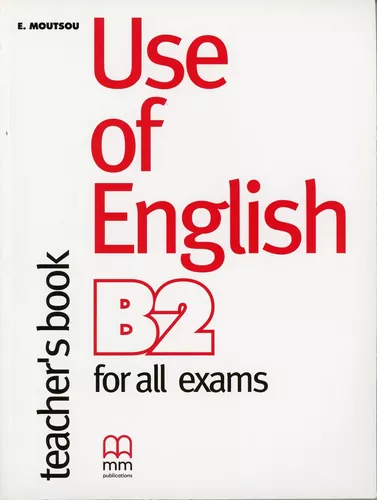 E. MOUTSOU
Use
of
English
B2
for all exams
teacher's book
mm
publications